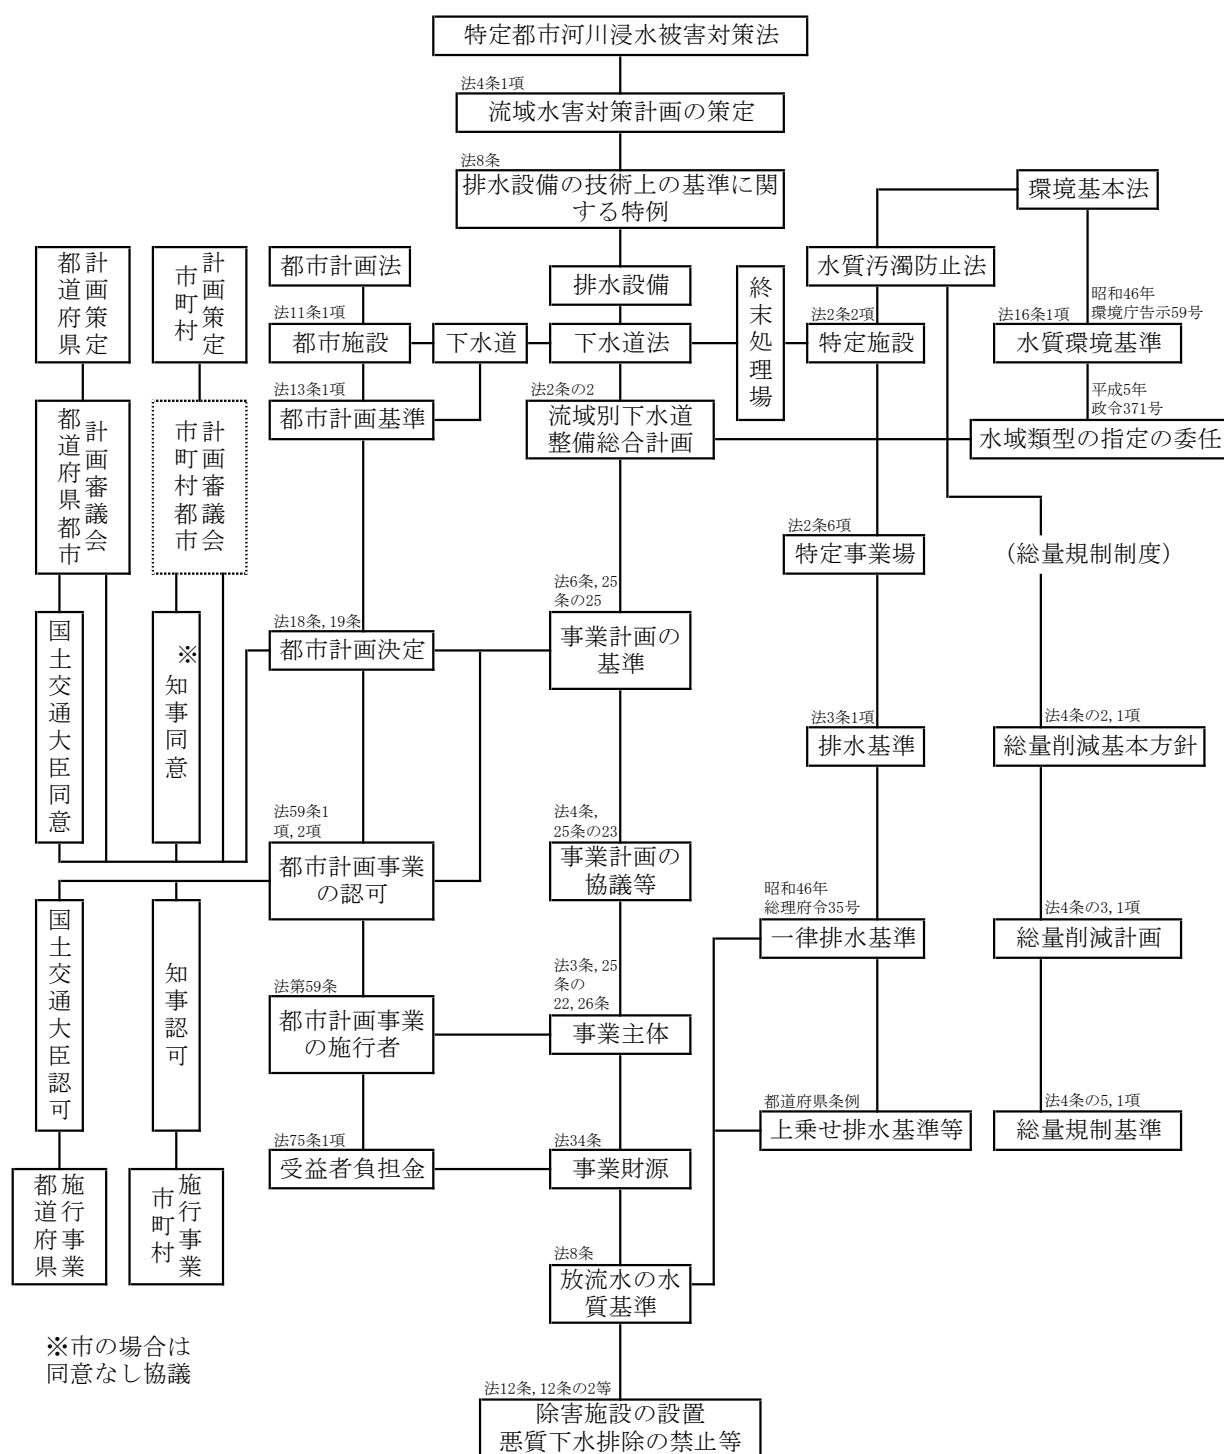 特定都市河川浸水被害対策法
法4条1項
流域水害対策計画の策定
法8条
排水設備の技術上の基準に関
する特例
環境基本法
都道府県
計画策定
市町村
計画策定
都市計画法
排水設備
終末処理場
水質汚濁防止法
法11条1項
都市施設
下水道
下水道法
法2条2項
特定施設
昭和46年
環境庁告示59号
法16条1項
水質環境基準
法13条1項
都市計画基準
法2条の2
流域別下水道
整備総合計画
平成5年
政令371号
水域類型の指定の委任
都道府県都市
計画審議会
市町村都市
計画審議会
法2条6項
特定事業場
(総量規制制度)
国土交通大臣同意
※
知事同意
法18条,19条
都市計画決定
法6条,25
条の25
事業計画の
基準
法3条1項
排水基準
法4条の2,1項
総量削減基本方針
法59条1
項,2項
都市計画事業
の認可
法4条,
25条の23
事業計画の
協議等
昭和46年
総理府令35号
一律排水基準
法4条の3,1項
総量削減計画
国土交通大臣認可
知事認可
法第59条
都市計画事業
の施行者
法3条,25
条の
22,26条
事業主体
都道府県条例
上乗せ排水基準等
法4条の5,1項
総量規制基準
法75条1項
受益者負担金
法34条
事業財源
都道府県
施行事業
市町村
施行事業
法8条
放流水の水
質基準
※市の場合は
同意なし協議
法12条,12条の2等
除害施設の設置
悪質下水排除の禁止等